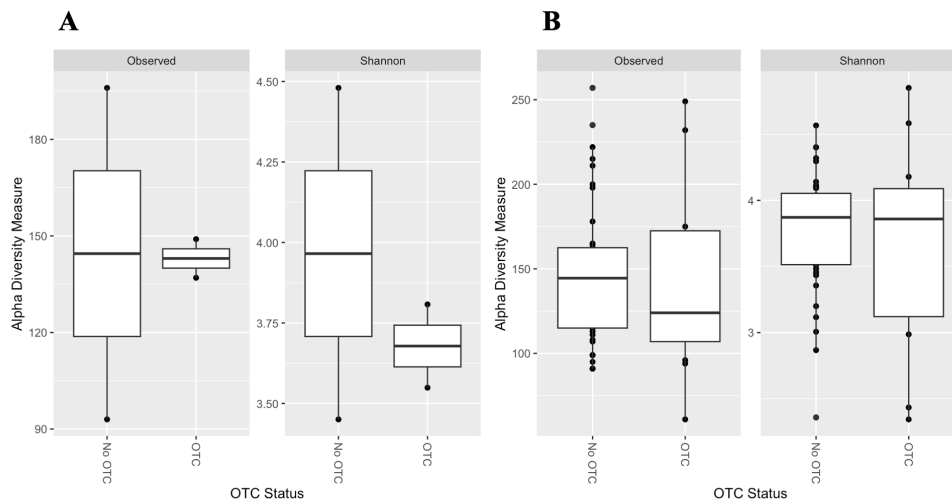 A
B
Observed
Shannon
Observed
Shannon
Alpha Diversity Measure
180
150
120
90
4.50
4.25
4.00
3.75
3.50
No OTC
OTC
No OTC
OTC
OTC Status
Alpha Diversity Measure
250
200
150
100
4
3
No OTC
OTC
No OTC
OTC
OTC Status